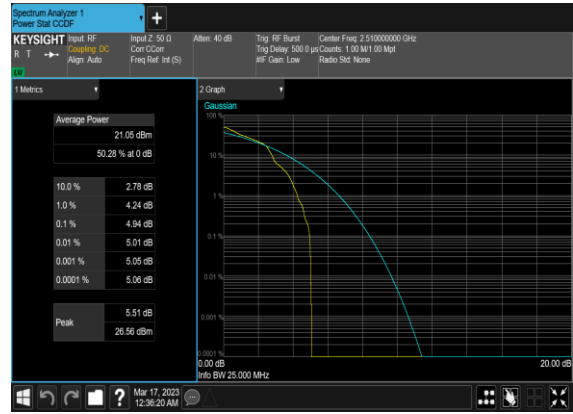 Spectrum Analyzer 1
Power Stat CCDF
+
KEYSIGHT
R T
LU
Input: RF
Coupling: DC
Align: Auto
Input Z: 50 Ω
Corr CCorr
Freq Ref: Int (S)
Atten: 40 dB
Trig: RF Burst
Trig Delay: 500.0 µs
#IF Gain: Low
Center Freq: 2.510000000 GHz
Counts: 1.00 M/1.00 Mpt
Radio Std: None
1 Metrics
Average Power
21.05 dBm
50.28 % at 0 dB
10.0 % 2.78 dB
1.0 % 4.24 dB
0.1 % 4.94 dB
0.01 % 5.01 dB
0.001 % 5.05 dB
0.0001 % 5.06 dB
Peak
5.51 dB
26.56 dBm
2 Graph
Gaussian
100 %
10 %
1 %
0.1 %
0.01 %
0.001 %
0.0001 %
0.00 dB
20.00 dB
Info BW 25.000 MHz
?
Mar 17, 2023
12:36:20 AM